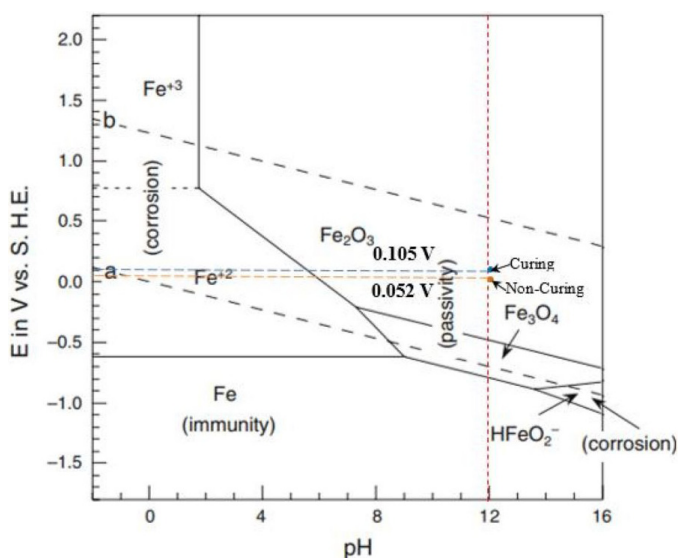 2.0
Fe+3
1.5
b
1.0
(corrosion)
0.5
Fe2O3
0.105 V
Curing
a
Fe+2
0.0
0.052 V
Non-Curing
(passivity)
Fe3O4
−0.5
Fe
(immunity)
−1.0
HFeO2−
(corrosion)
−1.5
E in V vs. S. H.E.
0 4 8 12 16
pH